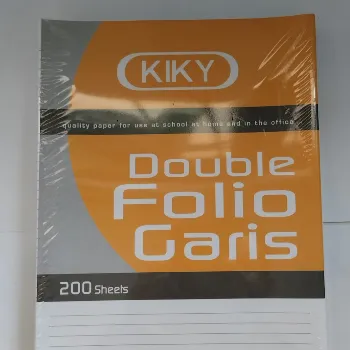 KIKY
quality paper for use at school at home and in the office
Double
Folio
Garis
200 Sheets